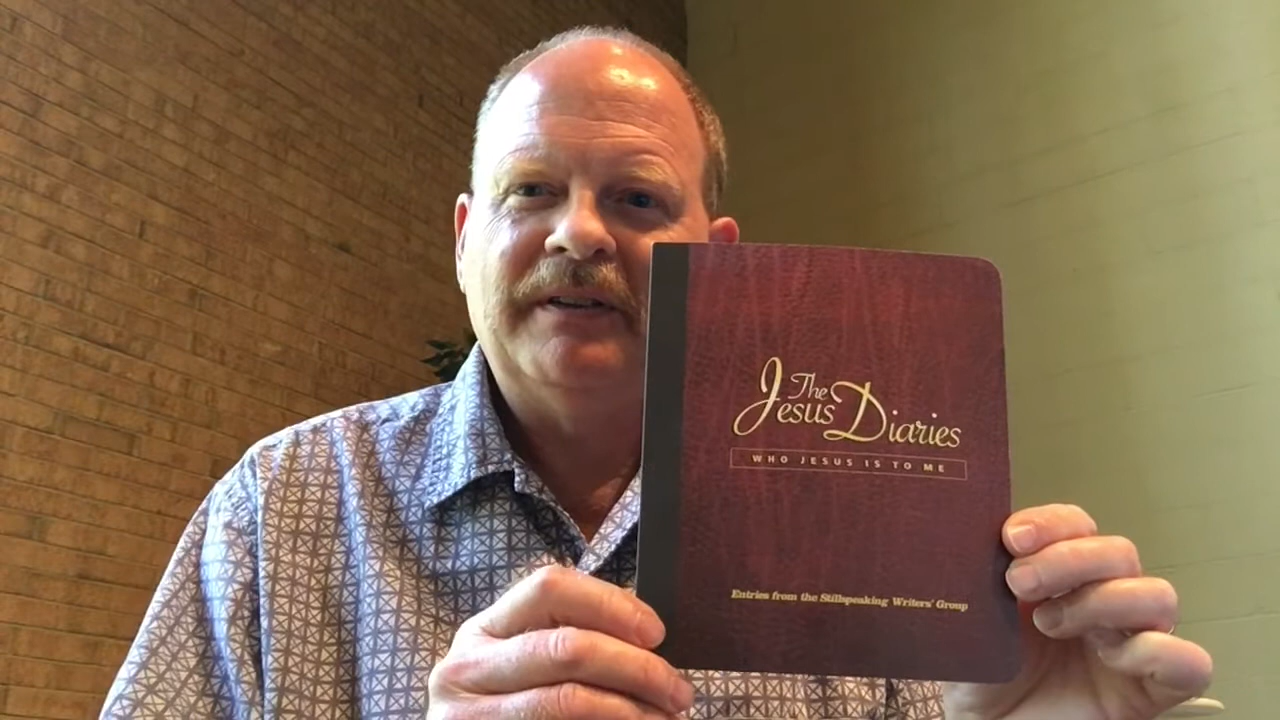 The
Jesus Diaries
WHO JESUS IS TO ME
Entries from the Stillspeaking Writers' Group